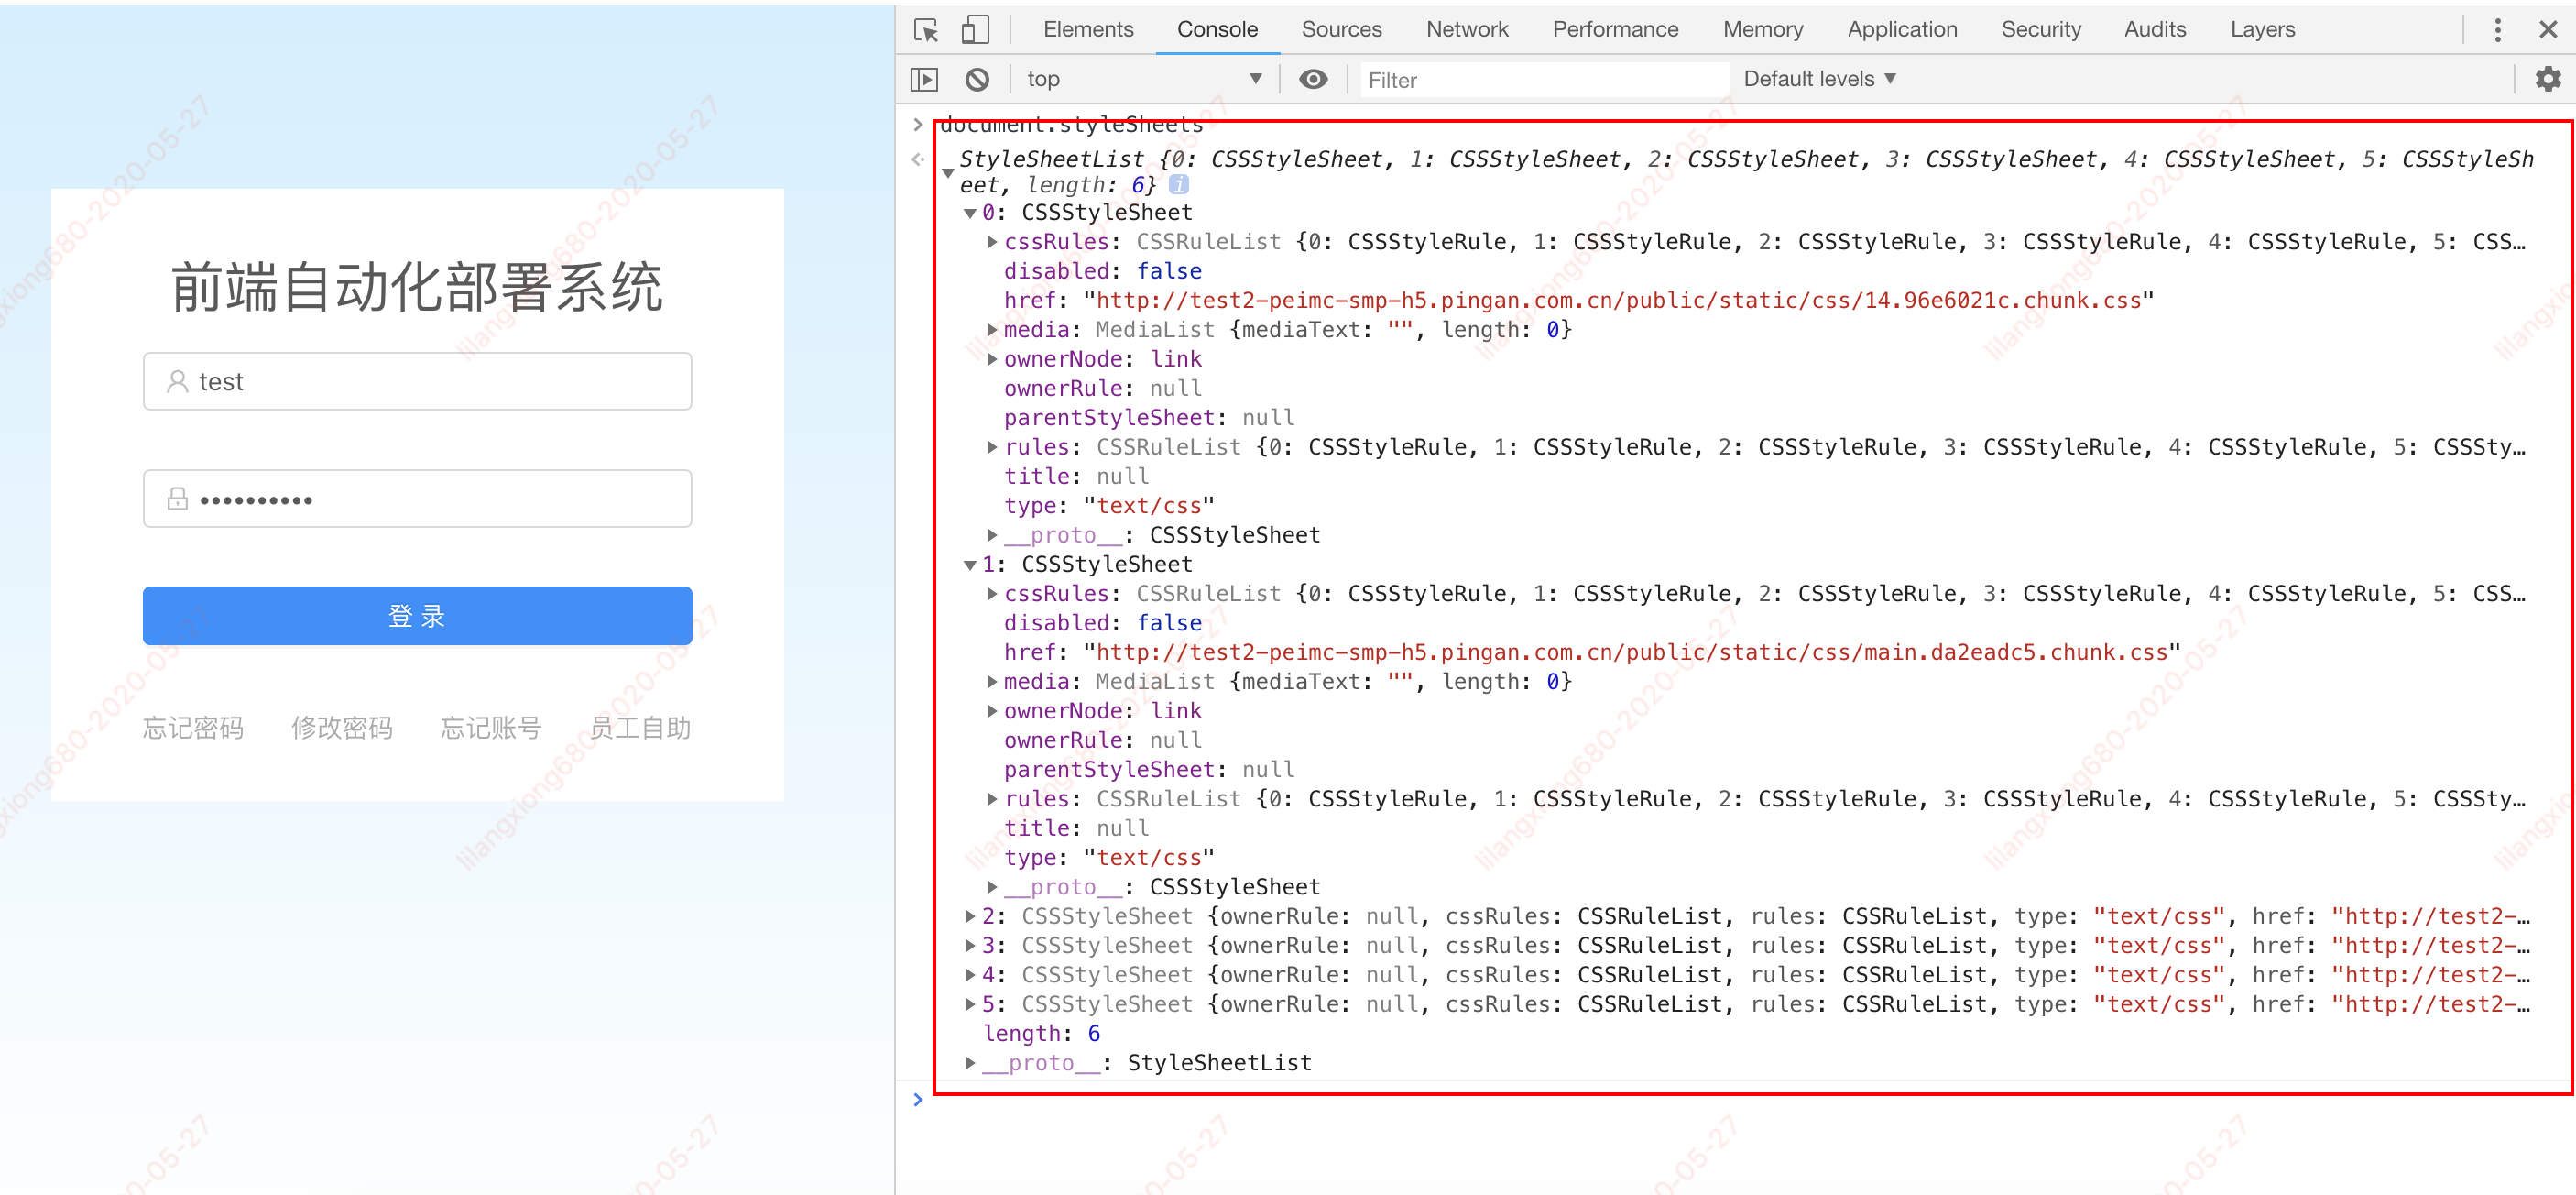 前端自动化部署系统
test
••••••••••
登 录
忘记密码 修改密码 忘记账号 员工自助
Elements Console Sources Network Performance Memory Application Security Audits Layers
top Filter Default levels ▼
> document.styleSheets
StyleSheetList {0: CSSStyleSheet, 1: CSSStyleSheet, 2: CSSStyleSheet, 3: CSSStyleSheet, 4: CSSStyleSheet, 5: CSSStyleSh
eet, length: 6} i
▼0: CSSStyleSheet
▶cssRules: CSSRuleList {0: CSSStyleRule, 1: CSSStyleRule, 2: CSSStyleRule, 3: CSSStyleRule, 4: CSSStyleRule, 5: CSS…
disabled: false
href: "http://test2-peimc-smp-h5.pingan.com.cn/public/static/css/14.96e6021c.chunk.css"
▶media: MediaList {mediaText: "", length: 0}
▶ownerNode: link
ownerRule: null
parentStyleSheet: null
▶rules: CSSRuleList {0: CSSStyleRule, 1: CSSStyleRule, 2: CSSStyleRule, 3: CSSStyleRule, 4: CSSStyleRule, 5: CSSSty…
title: null
type: "text/css"
▶__proto__: CSSStyleSheet
▼1: CSSStyleSheet
▶cssRules: CSSRuleList {0: CSSStyleRule, 1: CSSStyleRule, 2: CSSStyleRule, 3: CSSStyleRule, 4: CSSStyleRule, 5: CSS…
disabled: false
href: "http://test2-peimc-smp-h5.pingan.com.cn/public/static/css/main.da2eadc5.chunk.css"
▶media: MediaList {mediaText: "", length: 0}
▶ownerNode: link
ownerRule: null
parentStyleSheet: null
▶rules: CSSRuleList {0: CSSStyleRule, 1: CSSStyleRule, 2: CSSStyleRule, 3: CSSStyleRule, 4: CSSStyleRule, 5: CSSSty…
title: null
type: "text/css"
▶__proto__: CSSStyleSheet
▶2: CSSStyleSheet {ownerRule: null, cssRules: CSSRuleList, rules: CSSRuleList, type: "text/css", href: "http://test2-…
▶3: CSSStyleSheet {ownerRule: null, cssRules: CSSRuleList, rules: CSSRuleList, type: "text/css", href: "http://test2-…
▶4: CSSStyleSheet {ownerRule: null, cssRules: CSSRuleList, rules: CSSRuleList, type: "text/css", href: "http://test2-…
▶5: CSSStyleSheet {ownerRule: null, cssRules: CSSRuleList, rules: CSSRuleList, type: "text/css", href: "http://test2-…
length: 6
▶__proto__: StyleSheetList
>
lilangxiong680-2020-05-27